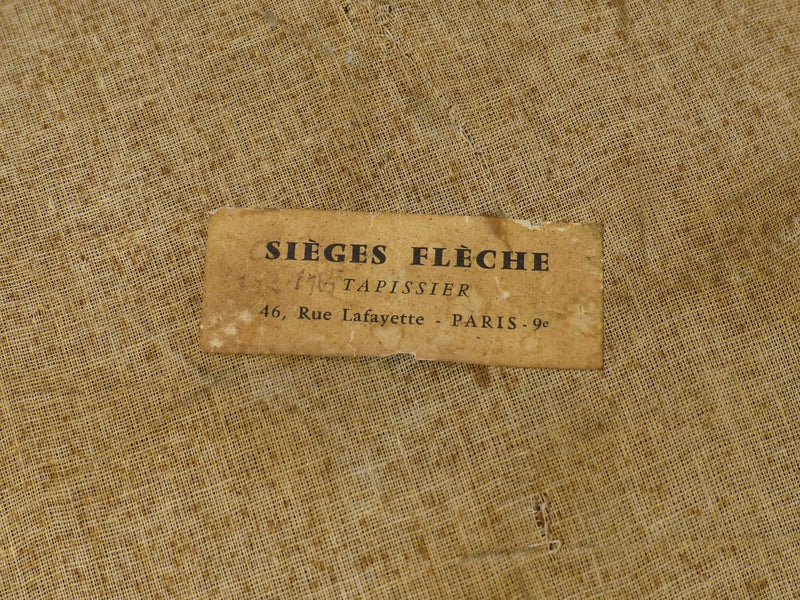 SIÈGES FLÈCHE
TAPISSIER
46, Rue Lafayette - PARIS - 9e